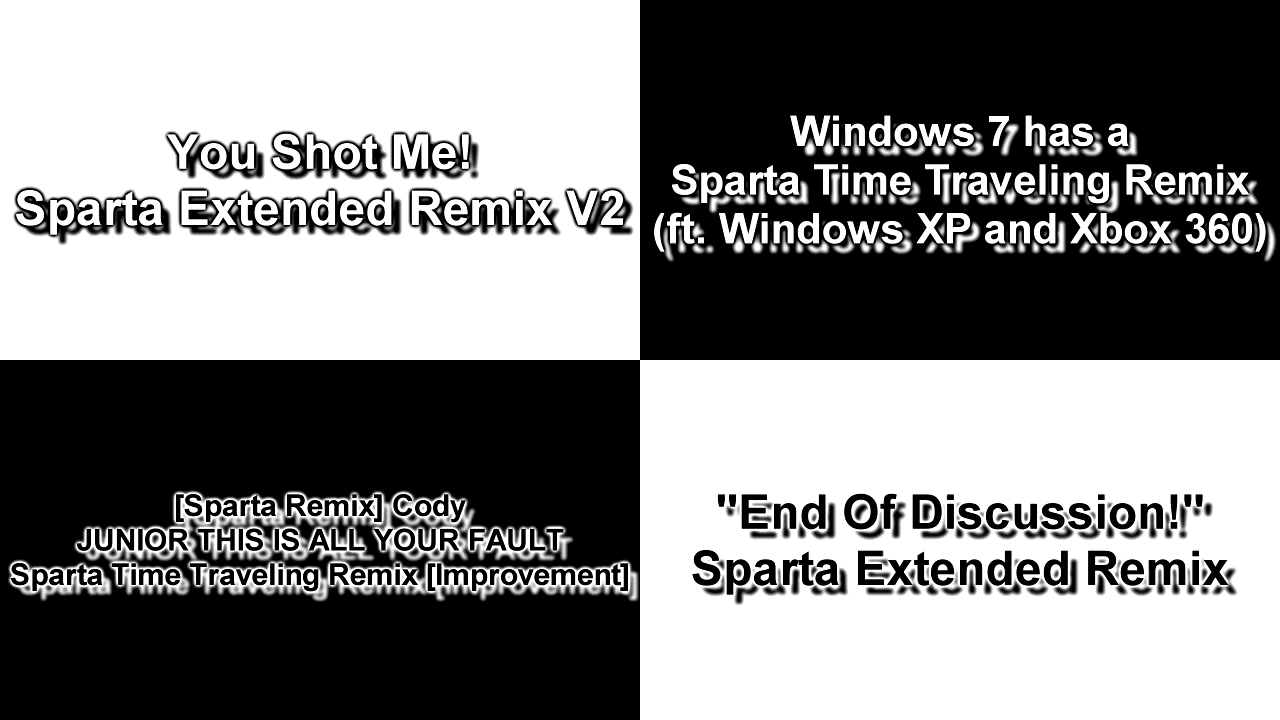 You Shot Me!
Sparta Extended Remix V2
Windows 7 has a
Sparta Time Traveling Remix
(ft. Windows XP and Xbox 360)
[Sparta Remix] Cody
JUNIOR THIS IS ALL YOUR FAULT
Sparta Time Traveling Remix [Improvement]
"End Of Discussion!"
Sparta Extended Remix